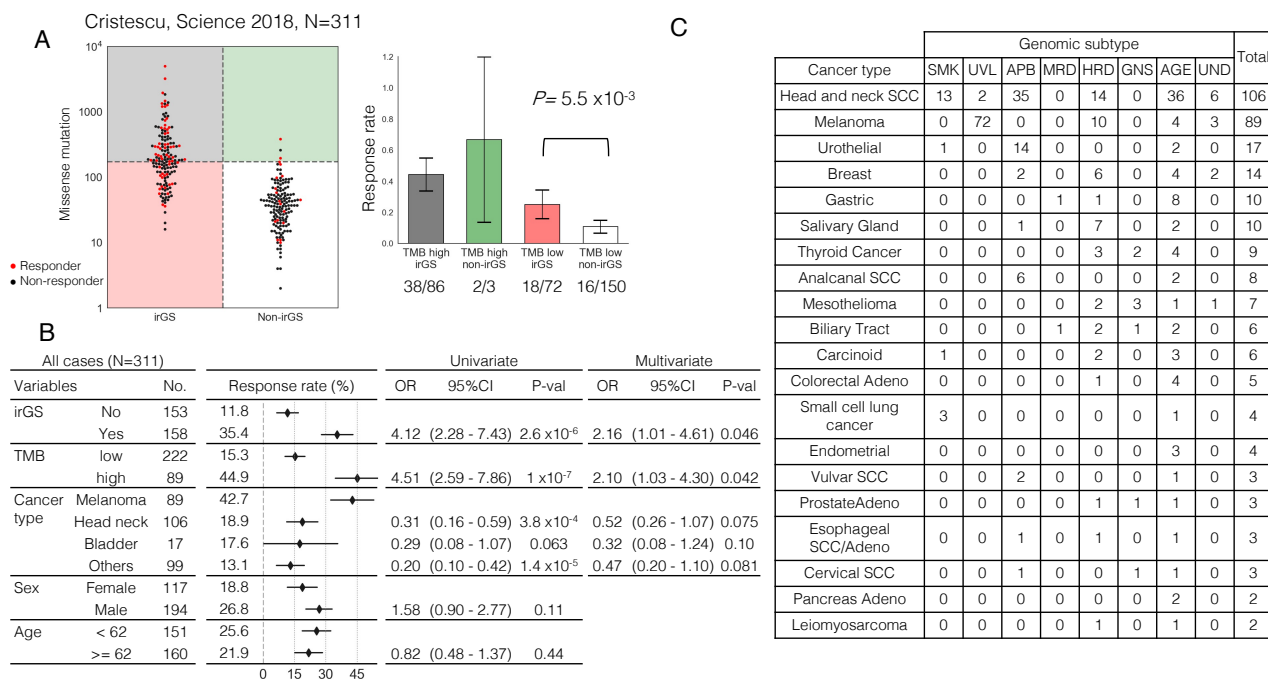 Cristescu, Science 2018, N=311
A
10⁴
1000
100
10
1
Missense mutation
irGS
Non-irGS
Responder
Non-responder
Response rate
1.2
1.0
0.8
0.6
0.4
0.2
0.0
P= 5.5 x10⁻³
TMB high irGS
TMB high non-irGS
TMB low irGS
TMB low non-irGS
38/86
2/3
18/72
16/150
B
All cases (N=311)
Univariate
Multivariate
Variables No. Response rate (%) OR 95%CI P-val OR 95%CI P-val
irGS No 153 11.8
Yes 158 35.4 4.12 (2.28 - 7.43) 2.6 x10⁻⁶ 2.16 (1.01 - 4.61) 0.046
TMB low 222 15.3
high 89 44.9 4.51 (2.59 - 7.86) 1 x10⁻⁷ 2.10 (1.03 - 4.30) 0.042
Cancer type Melanoma 89 42.7
Head neck 106 18.9 0.31 (0.16 - 0.59) 3.8 x10⁻⁴ 0.52 (0.26 - 1.07) 0.075
Bladder 17 17.6 0.29 (0.08 - 1.07) 0.063 0.32 (0.08 - 1.24) 0.10
Others 99 13.1 0.20 (0.10 - 0.42) 1.4 x10⁻⁵ 0.47 (0.20 - 1.10) 0.081
Sex Female 117 18.8
Male 194 26.8 1.58 (0.90 - 2.77) 0.11
Age < 62 151 25.6
>= 62 160 21.9 0.82 (0.48 - 1.37) 0.44
0 15 30 45
C
Genomic subtype
Total
Cancer type SMK UVL APB MRD HRD GNS AGE UND
Head and neck SCC 13 2 35 0 14 0 36 6 106
Melanoma 0 72 0 0 10 0 4 3 89
Urothelial 1 0 14 0 0 0 2 0 17
Breast 0 0 2 0 6 0 4 2 14
Gastric 0 0 0 1 1 0 8 0 10
Salivary Gland 0 0 1 0 7 0 2 0 10
Thyroid Cancer 0 0 0 0 3 2 4 0 9
Analcanal SCC 0 0 6 0 0 0 2 0 8
Mesothelioma 0 0 0 0 2 3 1 1 7
Biliary Tract 0 0 0 1 2 1 2 0 6
Carcinoid 1 0 0 0 2 0 3 0 6
Colorectal Adeno 0 0 0 0 1 0 4 0 5
Small cell lung cancer 3 0 0 0 0 0 1 0 4
Endometrial 0 0 0 0 0 0 3 0 4
Vulvar SCC 0 0 2 0 0 0 1 0 3
ProstateAdeno 0 0 0 0 1 1 1 0 3
Esophageal SCC/Adeno 0 0 1 0 1 0 1 0 3
Cervical SCC 0 0 1 0 0 1 1 0 3
Pancreas Adeno 0 0 0 0 0 0 2 0 2
Leiomyosarcoma 0 0 0 0 1 0 1 0 2